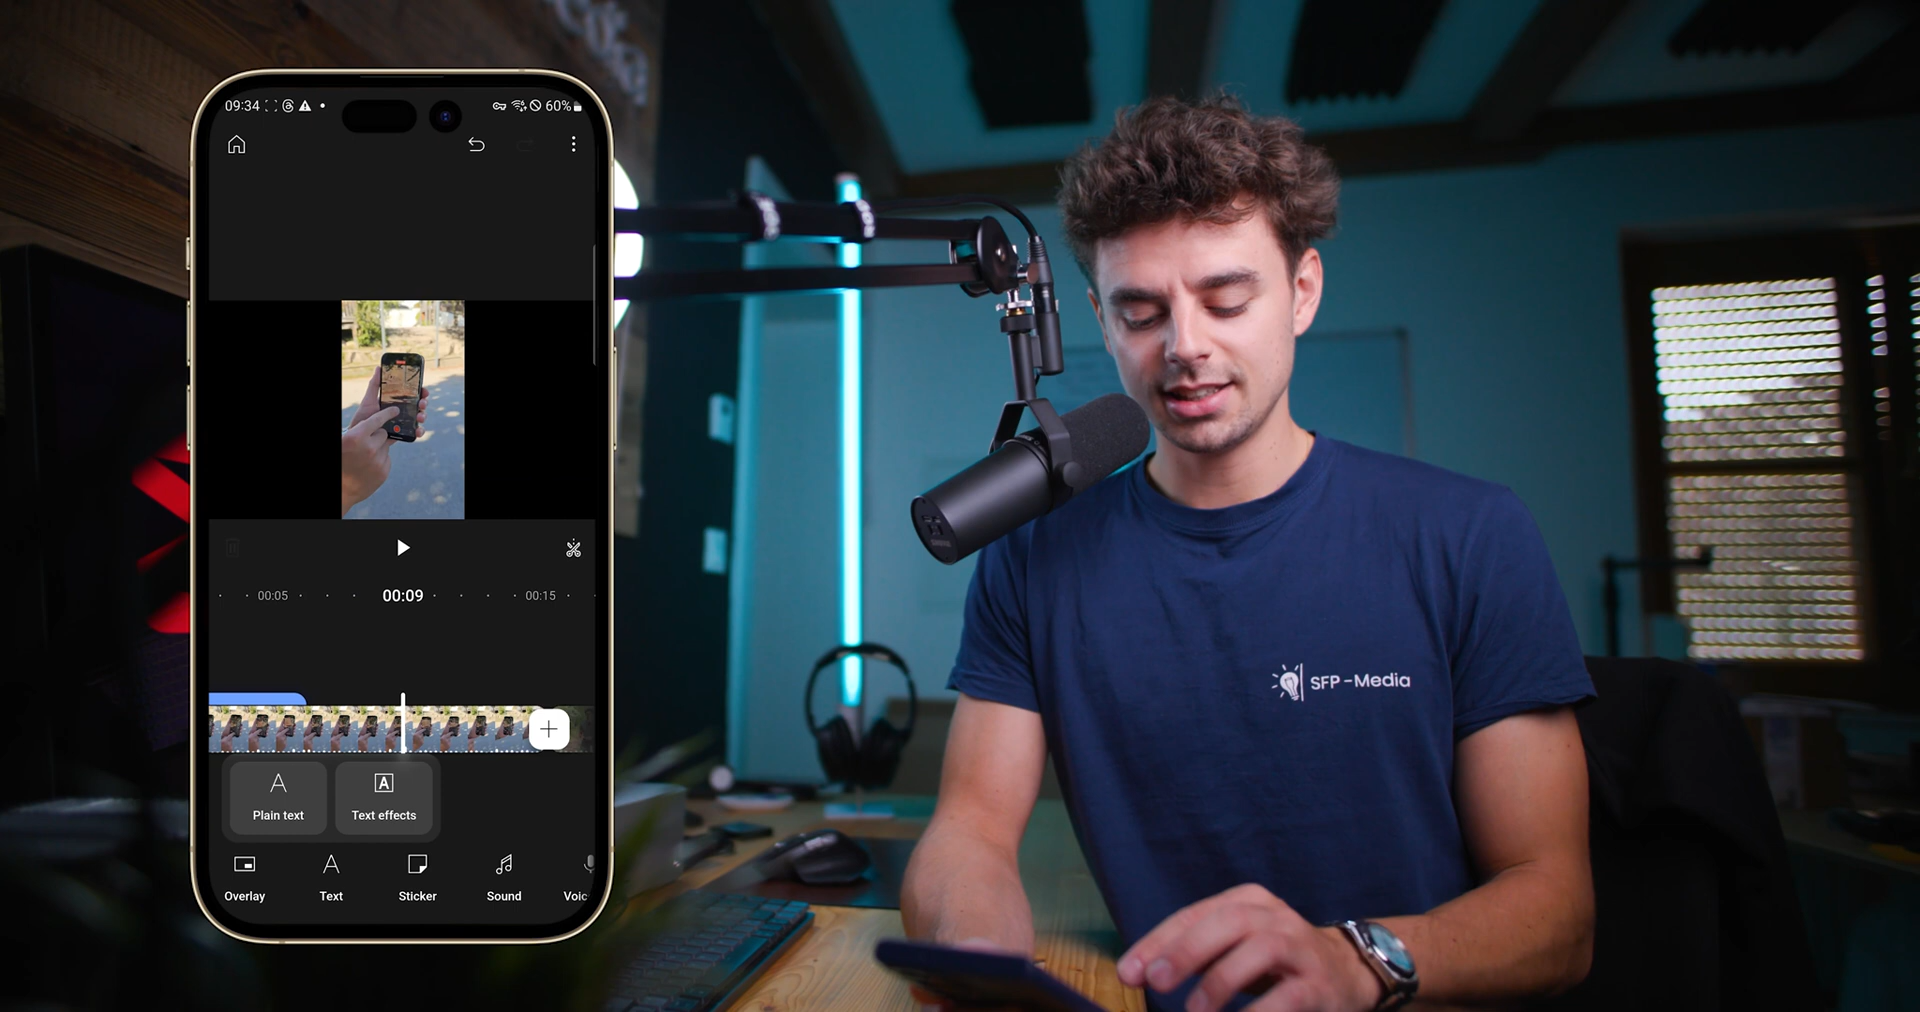 09:34
60%
00:05
00:09
00:15
Plain text
A
Text effects
Overlay
Text
Sticker
Sound
Voic
SFP-Media